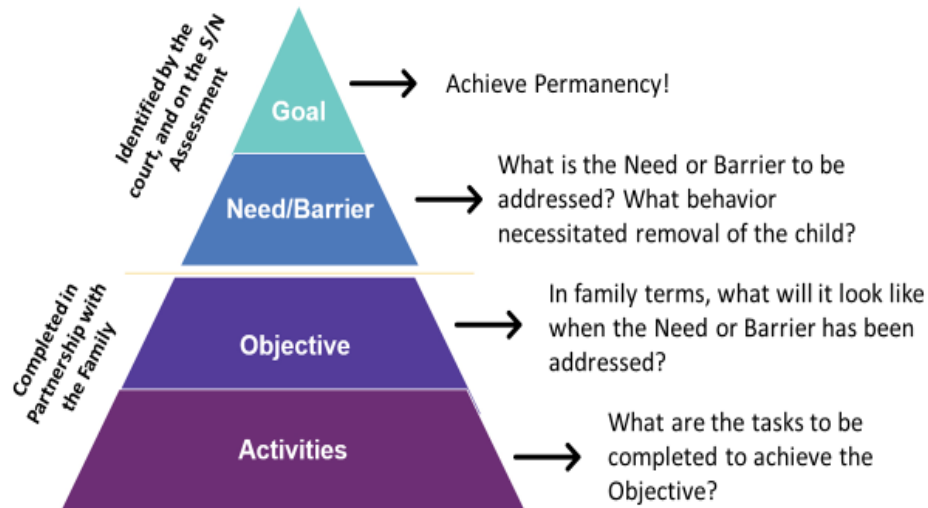 Identified by the
court, and on the S/N
Assessment
Goal
Achieve Permanency!
Need/Barrier
What is the Need or Barrier to be
addressed? What behavior
necessitated removal of the child?
Completed in
Partnership with
the Family
Objective
In family terms, what will it look like
when the Need or Barrier has been
addressed?
Activities
What are the tasks to be
completed to achieve the
Objective?